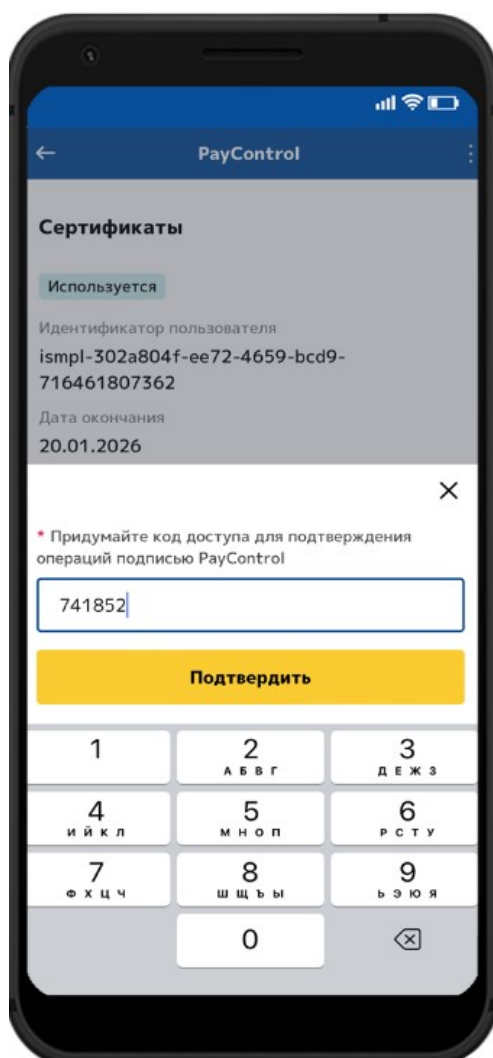 PayControl
Сертификаты
Используется
Идентификатор пользователя
ismpl-302a804f-ee72-4659-bcd9-
716461807362
Дата окончания
20.01.2026
* Придумайте код доступа для подтверждения
операций подписью PayControl
741852
Подтвердить
1 2 3
А Б В Г Д Е Ж З
4 5 6
И Й К Л М Н О П Р С Т У
7 8 9
Ф Х Ц Ч Ш Щ Ъ Ы Ь Э Ю Я
0